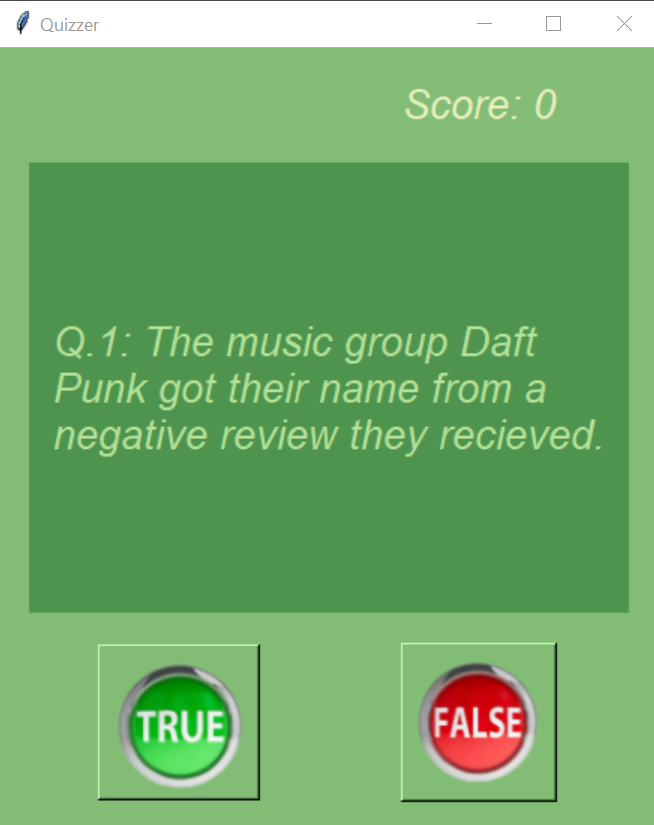 Quizzer
Score: 0
Q.1: The music group Daft
Punk got their name from a
negative review they recieved.
TRUE
FALSE